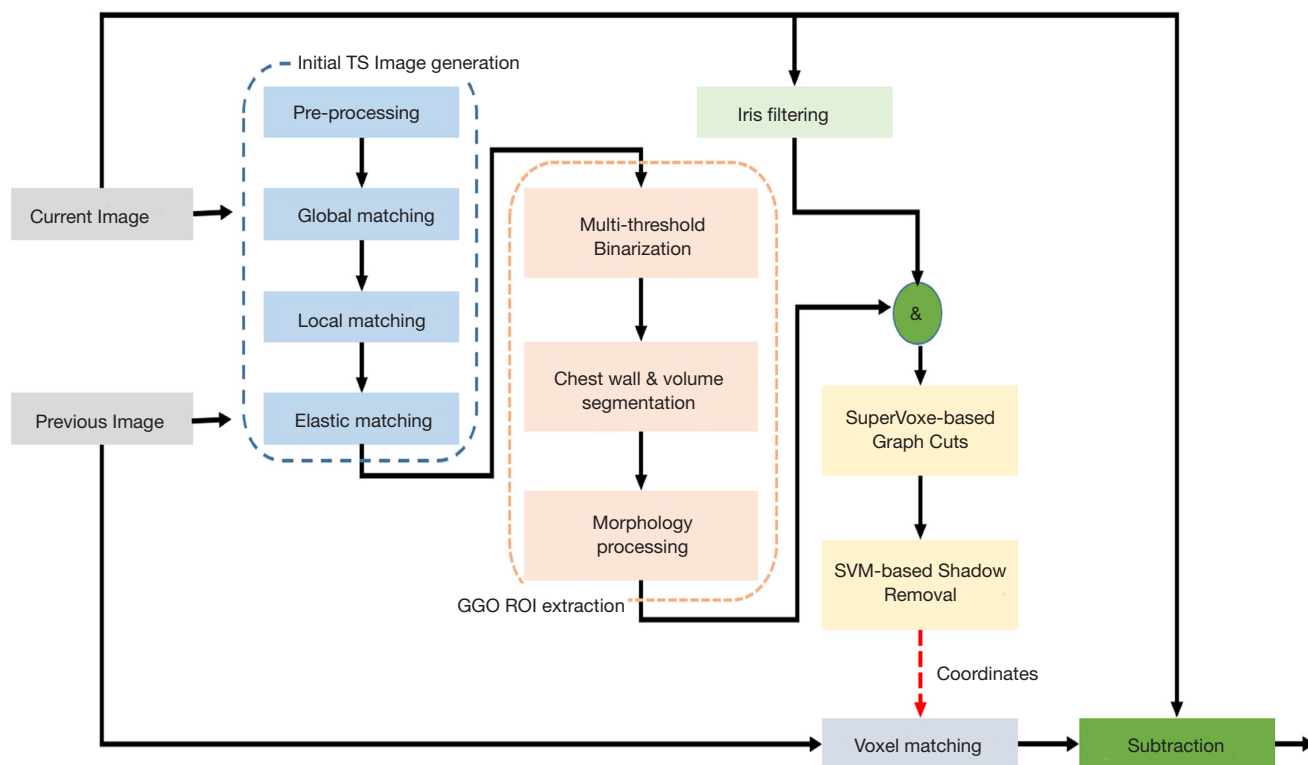 Initial TS Image generation
Pre-processing
Global matching
Local matching
Elastic matching
Current Image
Previous Image
Multi-threshold
Binarization
Chest wall & volume
segmentation
Morphology
processing
GGO ROI extraction
Iris filtering
&
SuperVoxe-based
Graph Cuts
SVM-based Shadow
Removal
Coordinates
Voxel matching
Subtraction